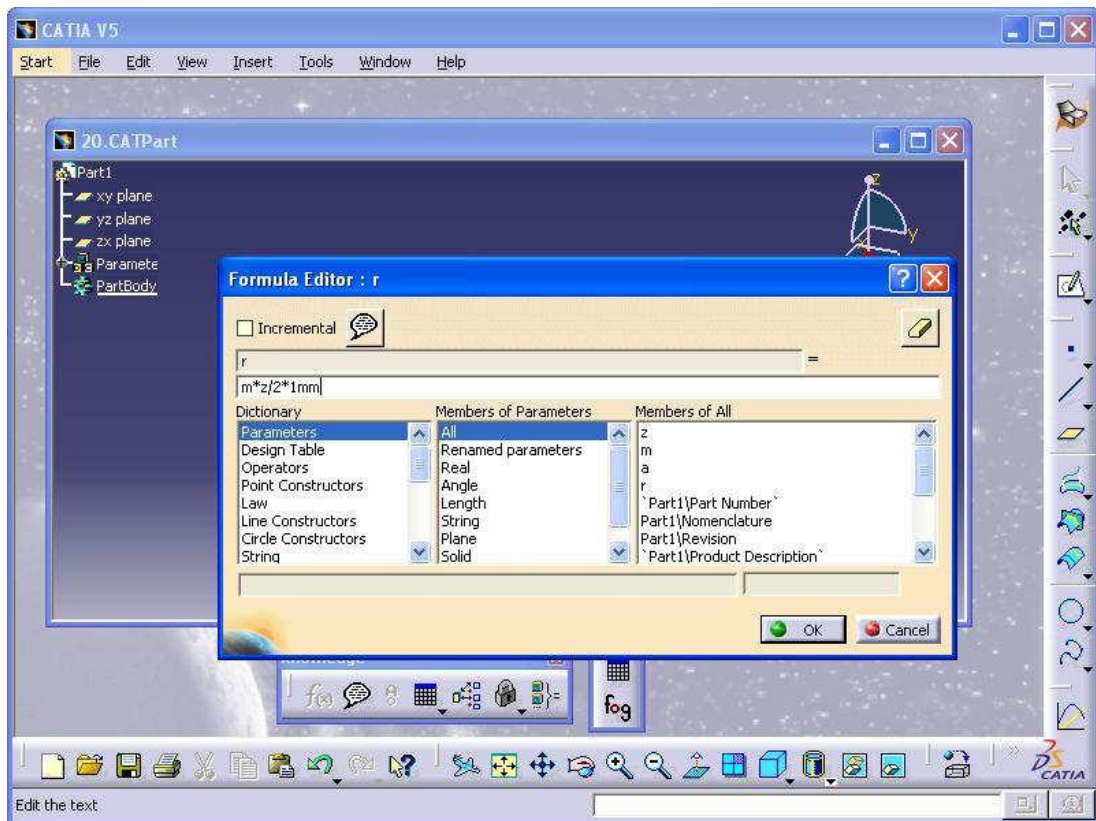 CATIA V5
Start File Edit View Insert Tools Window Help
20.CATPart
Part1
xy plane
yz plane
zx plane
Paramete
PartBody
z
y
Formula Editor : r
Incremental
r =
m*z/2*1mm
Dictionary Members of Parameters Members of All
Parameters All z
Design Table Renamed parameters m
Operators Real a
Point Constructors Angle r
Law Length `Part1\Part Number`
Line Constructors String Part1\Nomenclature
Circle Constructors Plane Part1\Revision
String Solid `Part1\Product Description`
OK Cancel
f(x)
fog
CATIA
Edit the text